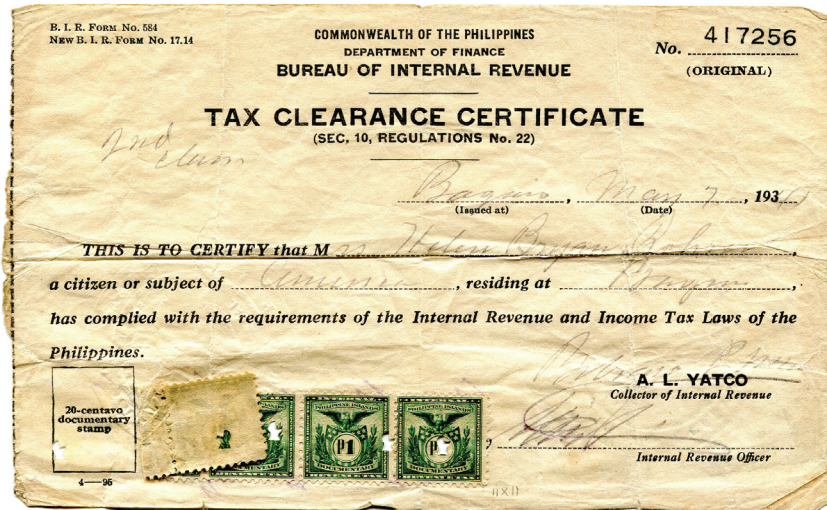 B. I. R. FORM No. 584
NEW B. I. R. FORM No. 17.14
COMMONWEALTH OF THE PHILIPPINES
DEPARTMENT OF FINANCE
BUREAU OF INTERNAL REVENUE
No. 417256
(ORIGINAL)
TAX CLEARANCE CERTIFICATE
(SEC. 10, REGULATIONS No. 22)
2nd
Baguio, May 7, 193
(Issued at) (Date)
THIS IS TO CERTIFY that Mrs Helen Bryan
a citizen or subject of America, residing at Baguio,
has complied with the requirements of the Internal Revenue and Income Tax Laws of the
Philippines.
A. L. YATCO
Collector of Internal Revenue
20-centavo
documentary
stamp
PHILIPPINE ISLANDS PHILIPPINE ISLANDS
P1 P1
DOCUMENTARY DOCUMENTARY DOCUMENTARY
Internal Revenue Officer
4—96